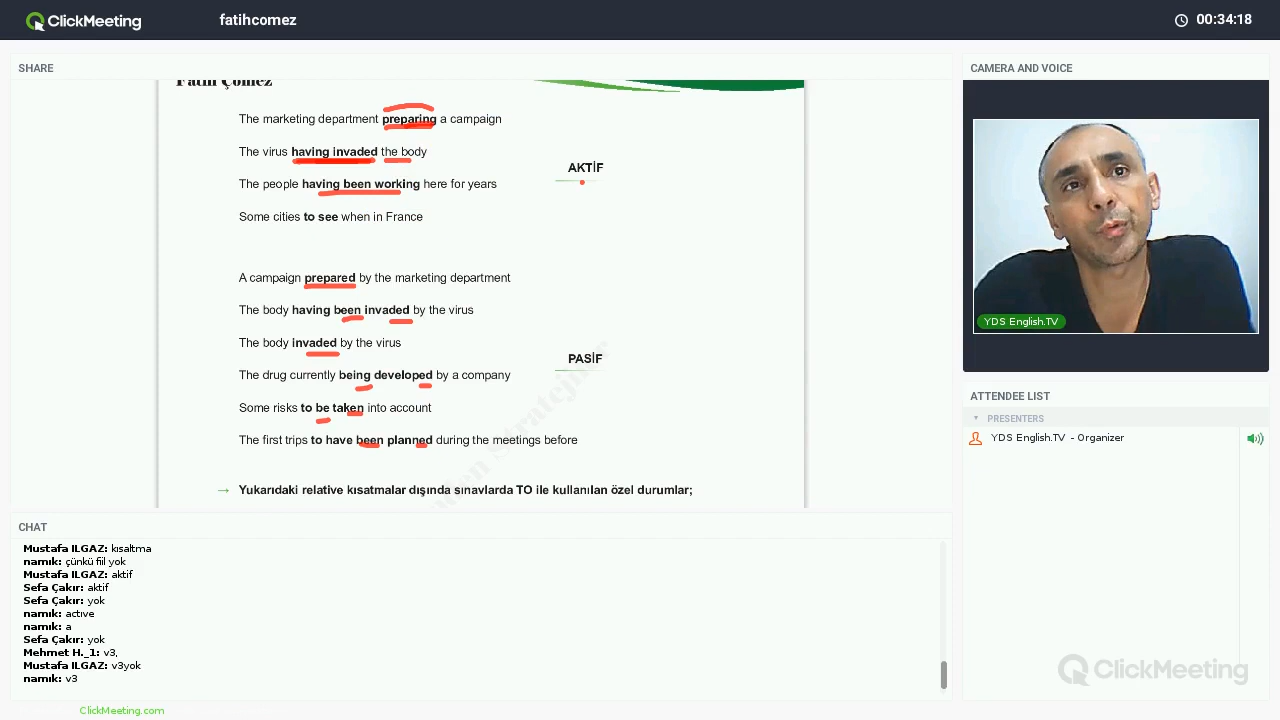 ClickMeeting
fatihcomez
00:34:18
SHARE
Fatih Çömez
The marketing department preparing a campaign
The virus having invaded the body
The people having been working here for years
Some cities to see when in France
AKTİF
A campaign prepared by the marketing department
The body having been invaded by the virus
The body invaded by the virus
The drug currently being developed by a company
Some risks to be taken into account
The first trips to have been planned during the meetings before
PASİF
Yukarıdaki relative kısatmalar dışında sınavlarda TO ile kullanılan özel durumlar;
CAMERA AND VOICE
YDS English.TV
ATTENDEE LIST
PRESENTERS
YDS English.TV - Organizer
CHAT
Mustafa ILGAZ: kısaltma
namık: çünkü fiil yok
Mustafa ILGAZ: aktif
Sefa Çakır: aktif
Sefa Çakır: yok
namık: actıve
namık: a
Sefa Çakır: yok
Mehmet H._1: v3,
Mustafa ILGAZ: v3yok
namık: v3
ClickMeeting
ClickMeeting.com